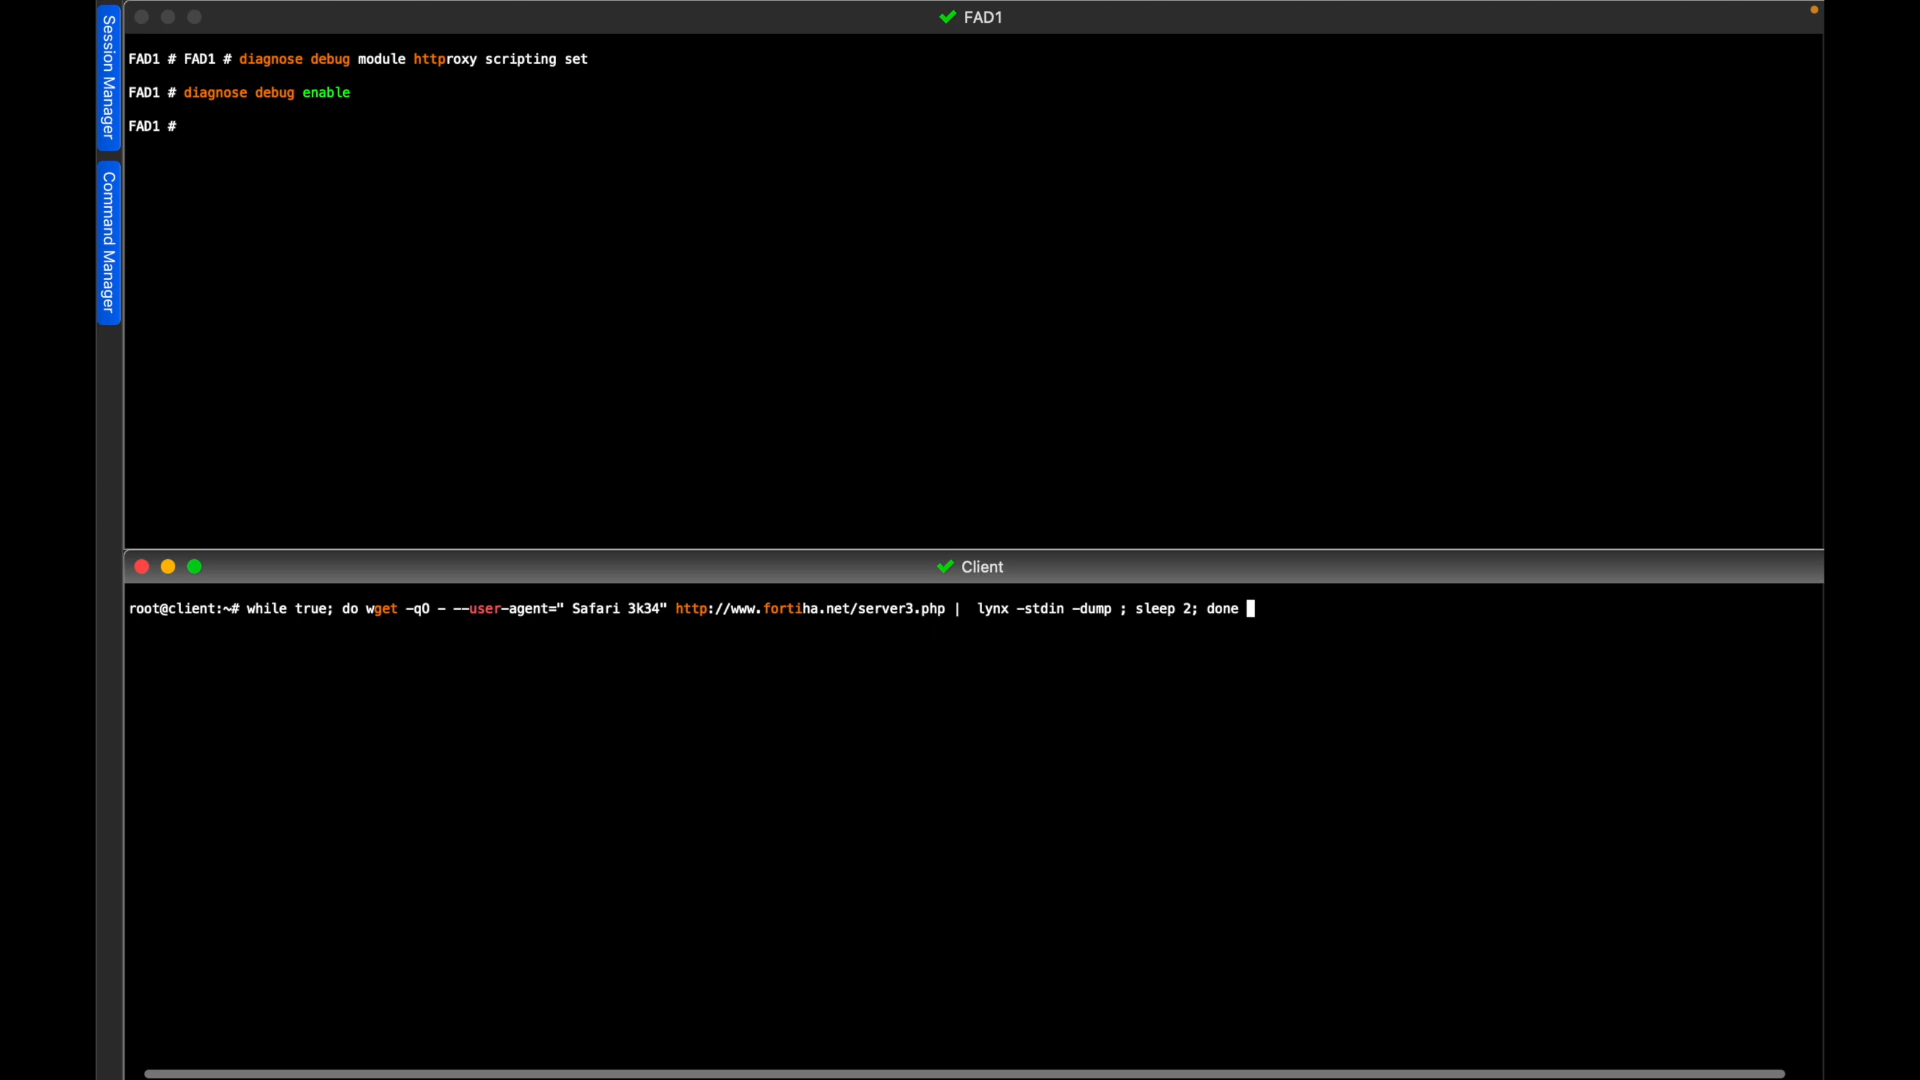 Session Manager
Command Manager
FAD1
FAD1 # FAD1 # diagnose debug module httproxy scripting set
FAD1 # diagnose debug enable
FAD1 #
Client
root@client:~# while true; do wget -qO - --user-agent=" Safari 3k34" http://www.fortiha.net/server3.php |  lynx -stdin -dump ; sleep 2; done